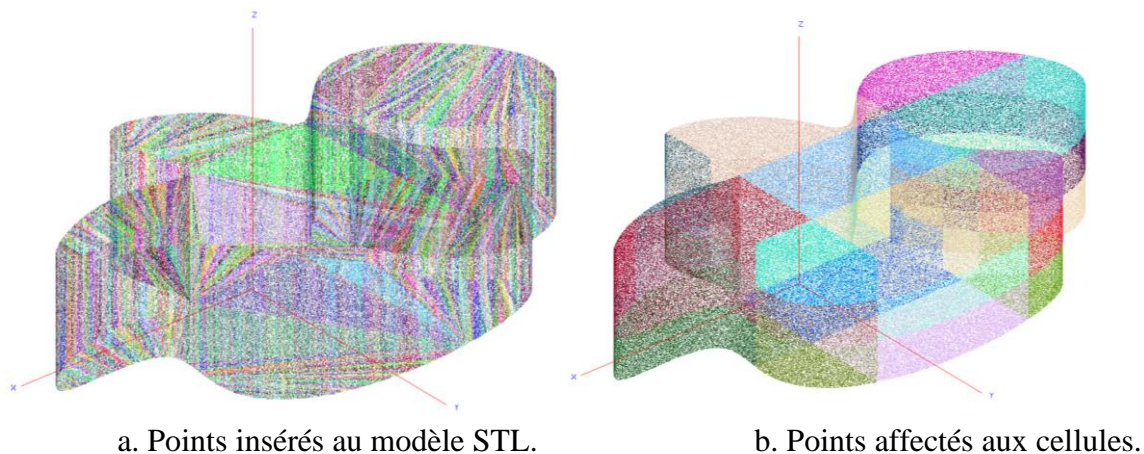 Z
Z
X
Y
X
Y
a. Points insérés au modèle STL.
b. Points affectés aux cellules.